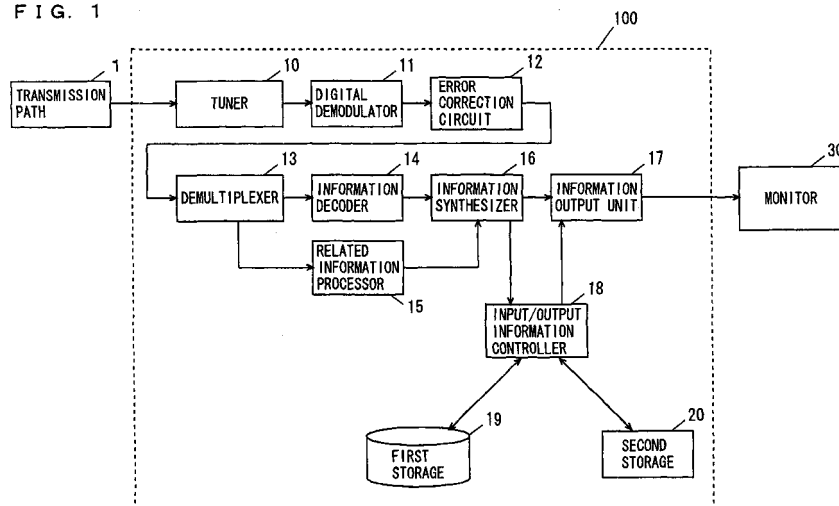 FIG. 1
100
1
10
11
12
TRANSMISSION
PATH
TUNER
DIGITAL
DEMODULATOR
ERROR
CORRECTION
CIRCUIT
13
14
16
17
30
DEMULTIPLEXER
INFORMATION
DECODER
INFORMATION
SYNTHESIZER
INFORMATION
OUTPUT UNIT
MONITOR
RELATED
INFORMATION
PROCESSOR
15
18
INPUT/OUTPUT
INFORMATION
CONTROLLER
19
20
FIRST
STORAGE
SECOND
STORAGE